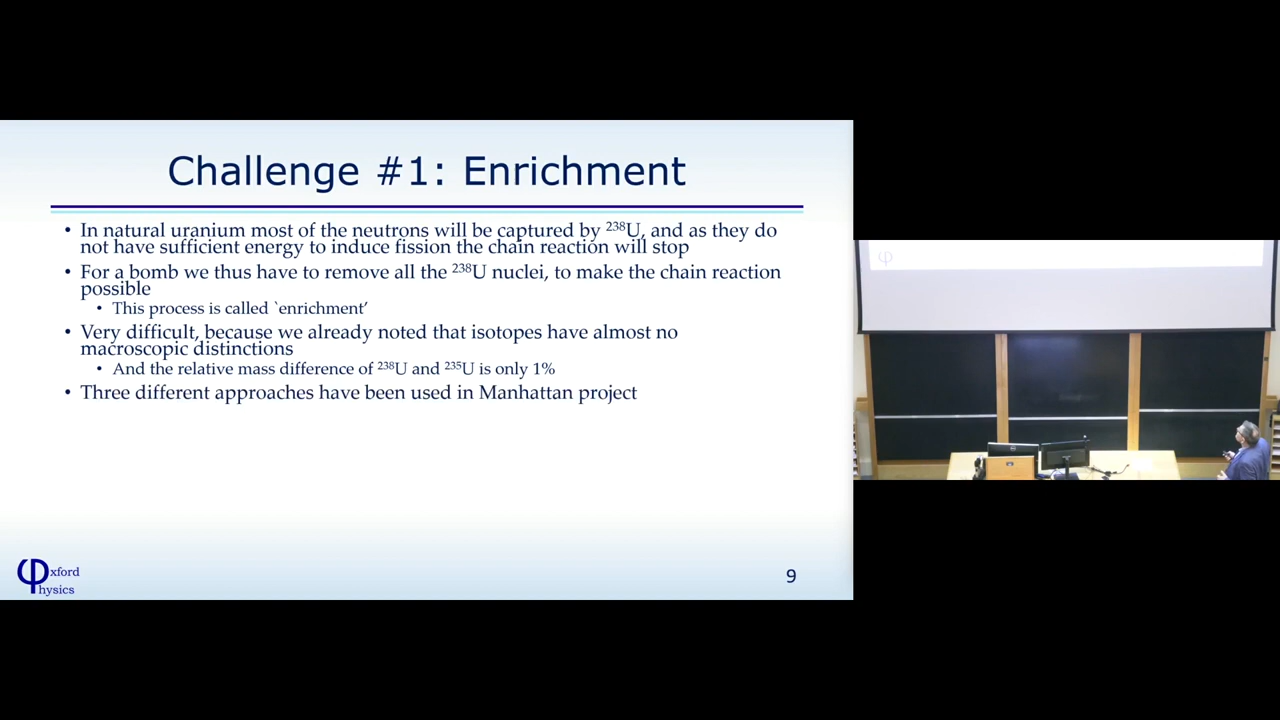 Challenge #1: Enrichment
• In natural uranium most of the neutrons will be captured by ²³⁸U, and as they do
not have sufficient energy to induce fission the chain reaction will stop
• For a bomb we thus have to remove all the ²³⁸U nuclei, to make the chain reaction
possible
• This process is called `enrichment’
• Very difficult, because we already noted that isotopes have almost no
macroscopic distinctions
• And the relative mass difference of ²³⁸U and ²³⁵U is only 1%
• Three different approaches have been used in Manhattan project
φxford
hysics
9
φ